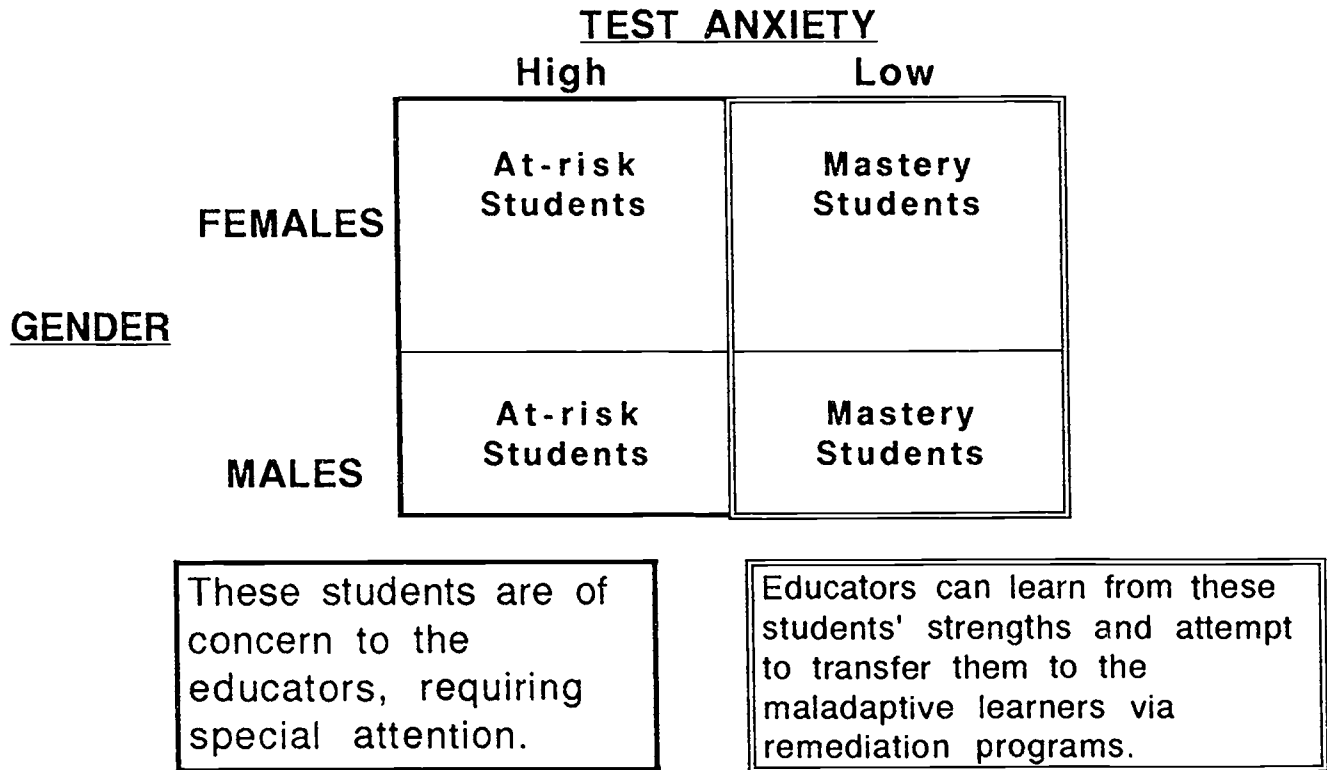 TEST ANXIETY
High Low
At-risk Mastery
Students Students
FEMALES
GENDER
At-risk Mastery
Students Students
MALES
These students are of
concern to the
educators, requiring
special attention.
Educators can learn from these
students' strengths and attempt
to transfer them to the
maladaptive learners via
remediation programs.